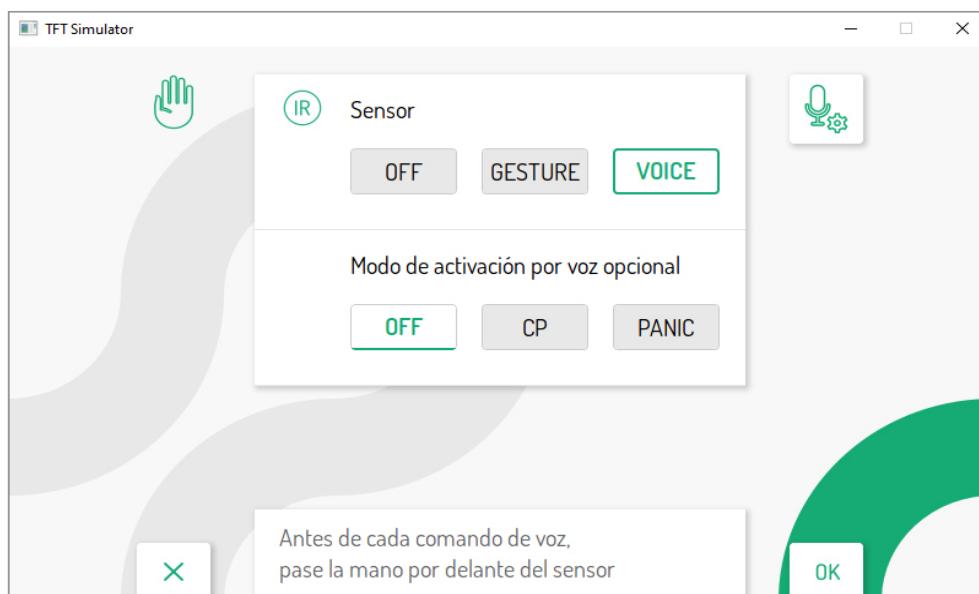 TFT Simulator
IR Sensor
OFF GESTURE VOICE
Modo de activación por voz opcional
OFF CP PANIC
Antes de cada comando de voz,
pase la mano por delante del sensor
OK